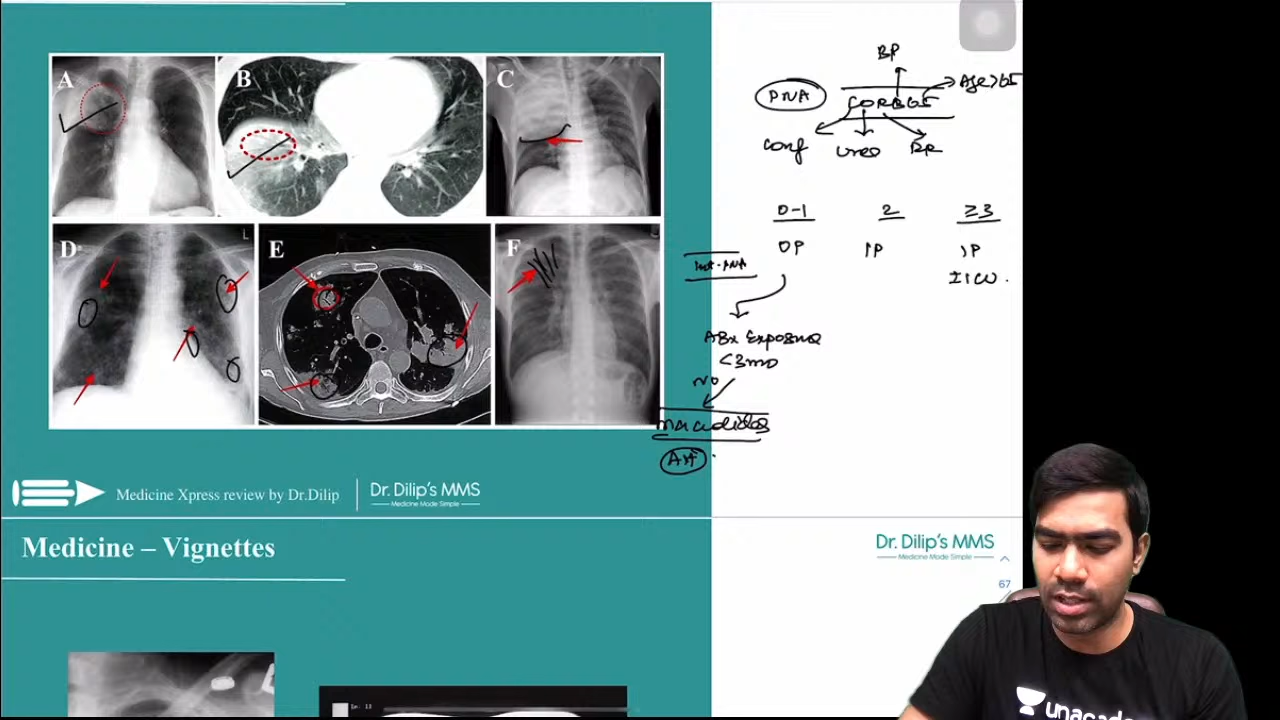 A
B
C
D
L
E
F
BP
Age>65
PNA
CURB65
Conf
Urea
RR
0-1
2
≥3
OP
IP
IP
ICU
ABx Exposure
<3mo
NO
macrolides
Medicine Xpress review by Dr.Dilip
Dr. Dilip's MMS
Medicine Made Simple
Medicine – Vignettes
Dr. Dilip's MMS
Medicine Made Simple
67
unacade